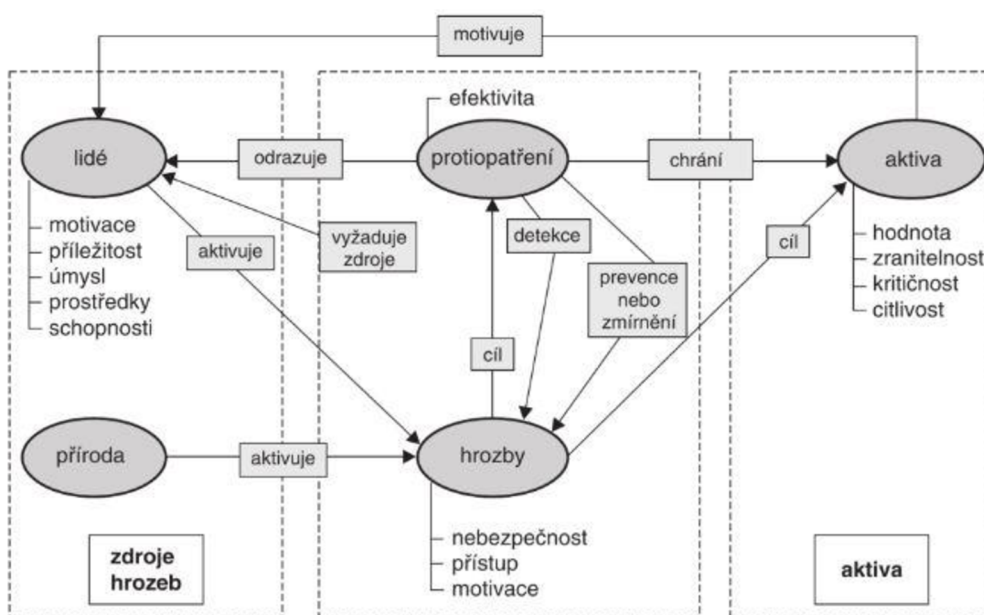 motivuje
efektivita
lidé
odrazuje
protiopatření
chrání
aktiva
motivace
příležitost
úmysl
prostředky
schopnosti
aktivuje
vyžaduje
zdroje
detekce
prevence
nebo
zmírnění
cíl
hodnota
zranitelnost
kritičnost
citlivost
cíl
příroda
aktivuje
hrozby
nebezpečnost
přístup
motivace
zdroje
hrozeb
aktiva